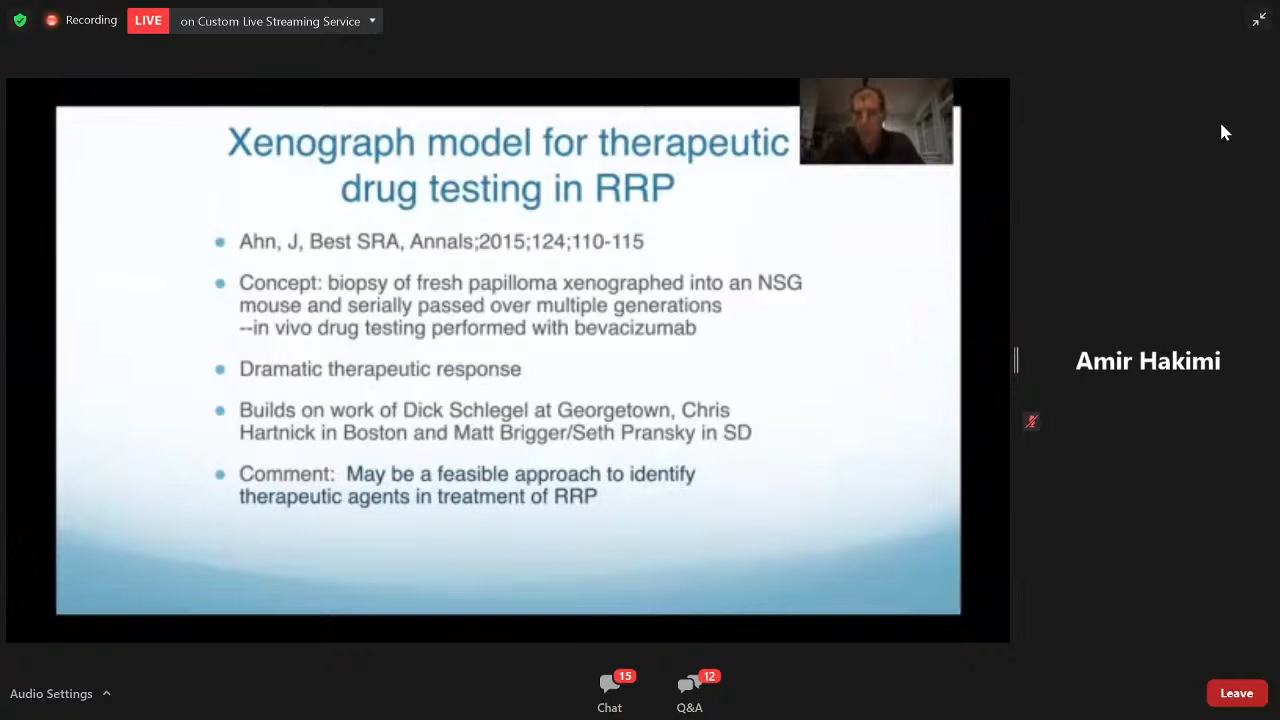 Recording
LIVE
on Custom Live Streaming Service
Xenograph model for therapeutic
drug testing in RRP
Ahn, J, Best SRA, Annals;2015;124;110-115
Concept: biopsy of fresh papilloma xenographed into an NSG
mouse and serially passed over multiple generations
--in vivo drug testing performed with bevacizumab
Dramatic therapeutic response
Builds on work of Dick Schlegel at Georgetown, Chris
Hartnick in Boston and Matt Brigger/Seth Pransky in SD
Comment: May be a feasible approach to identify
therapeutic agents in treatment of RRP
Amir Hakimi
Audio Settings
15
Chat
12
Q&A
Leave